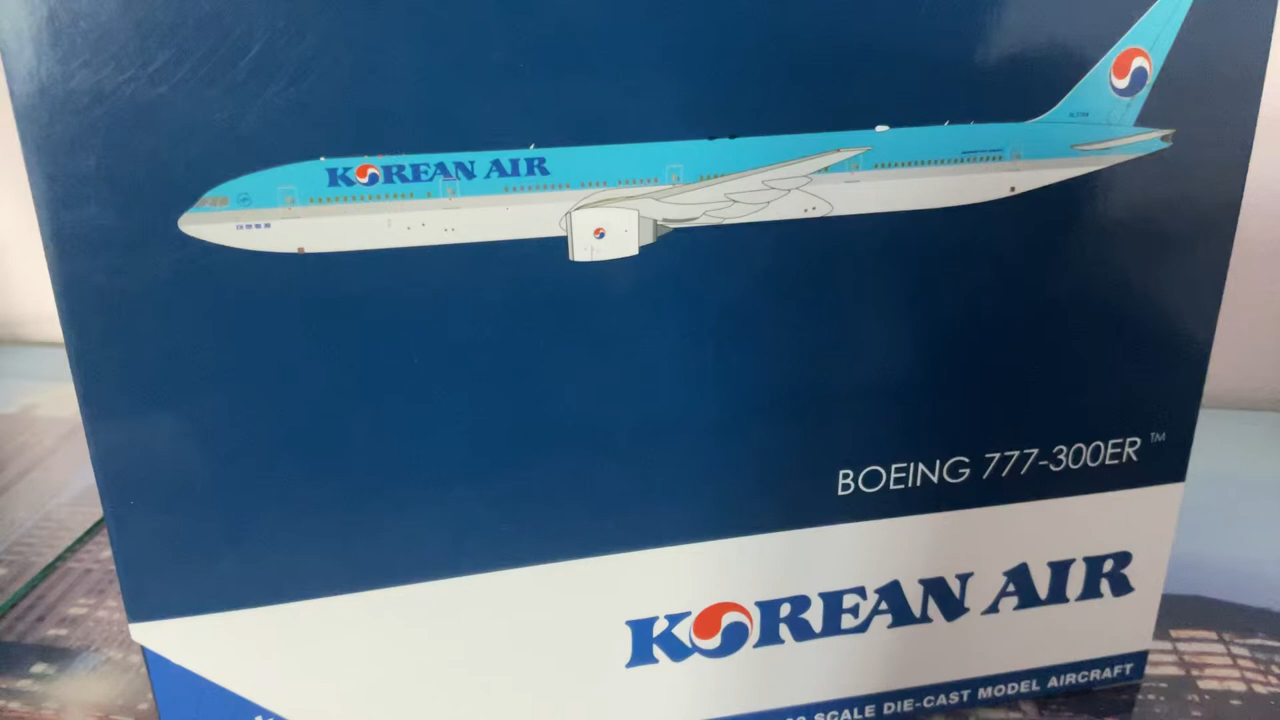 KOREAN AIR
BOEING 777-300ER™
KOREAN AIR
SCALE DIE-CAST MODEL AIRCRAFT